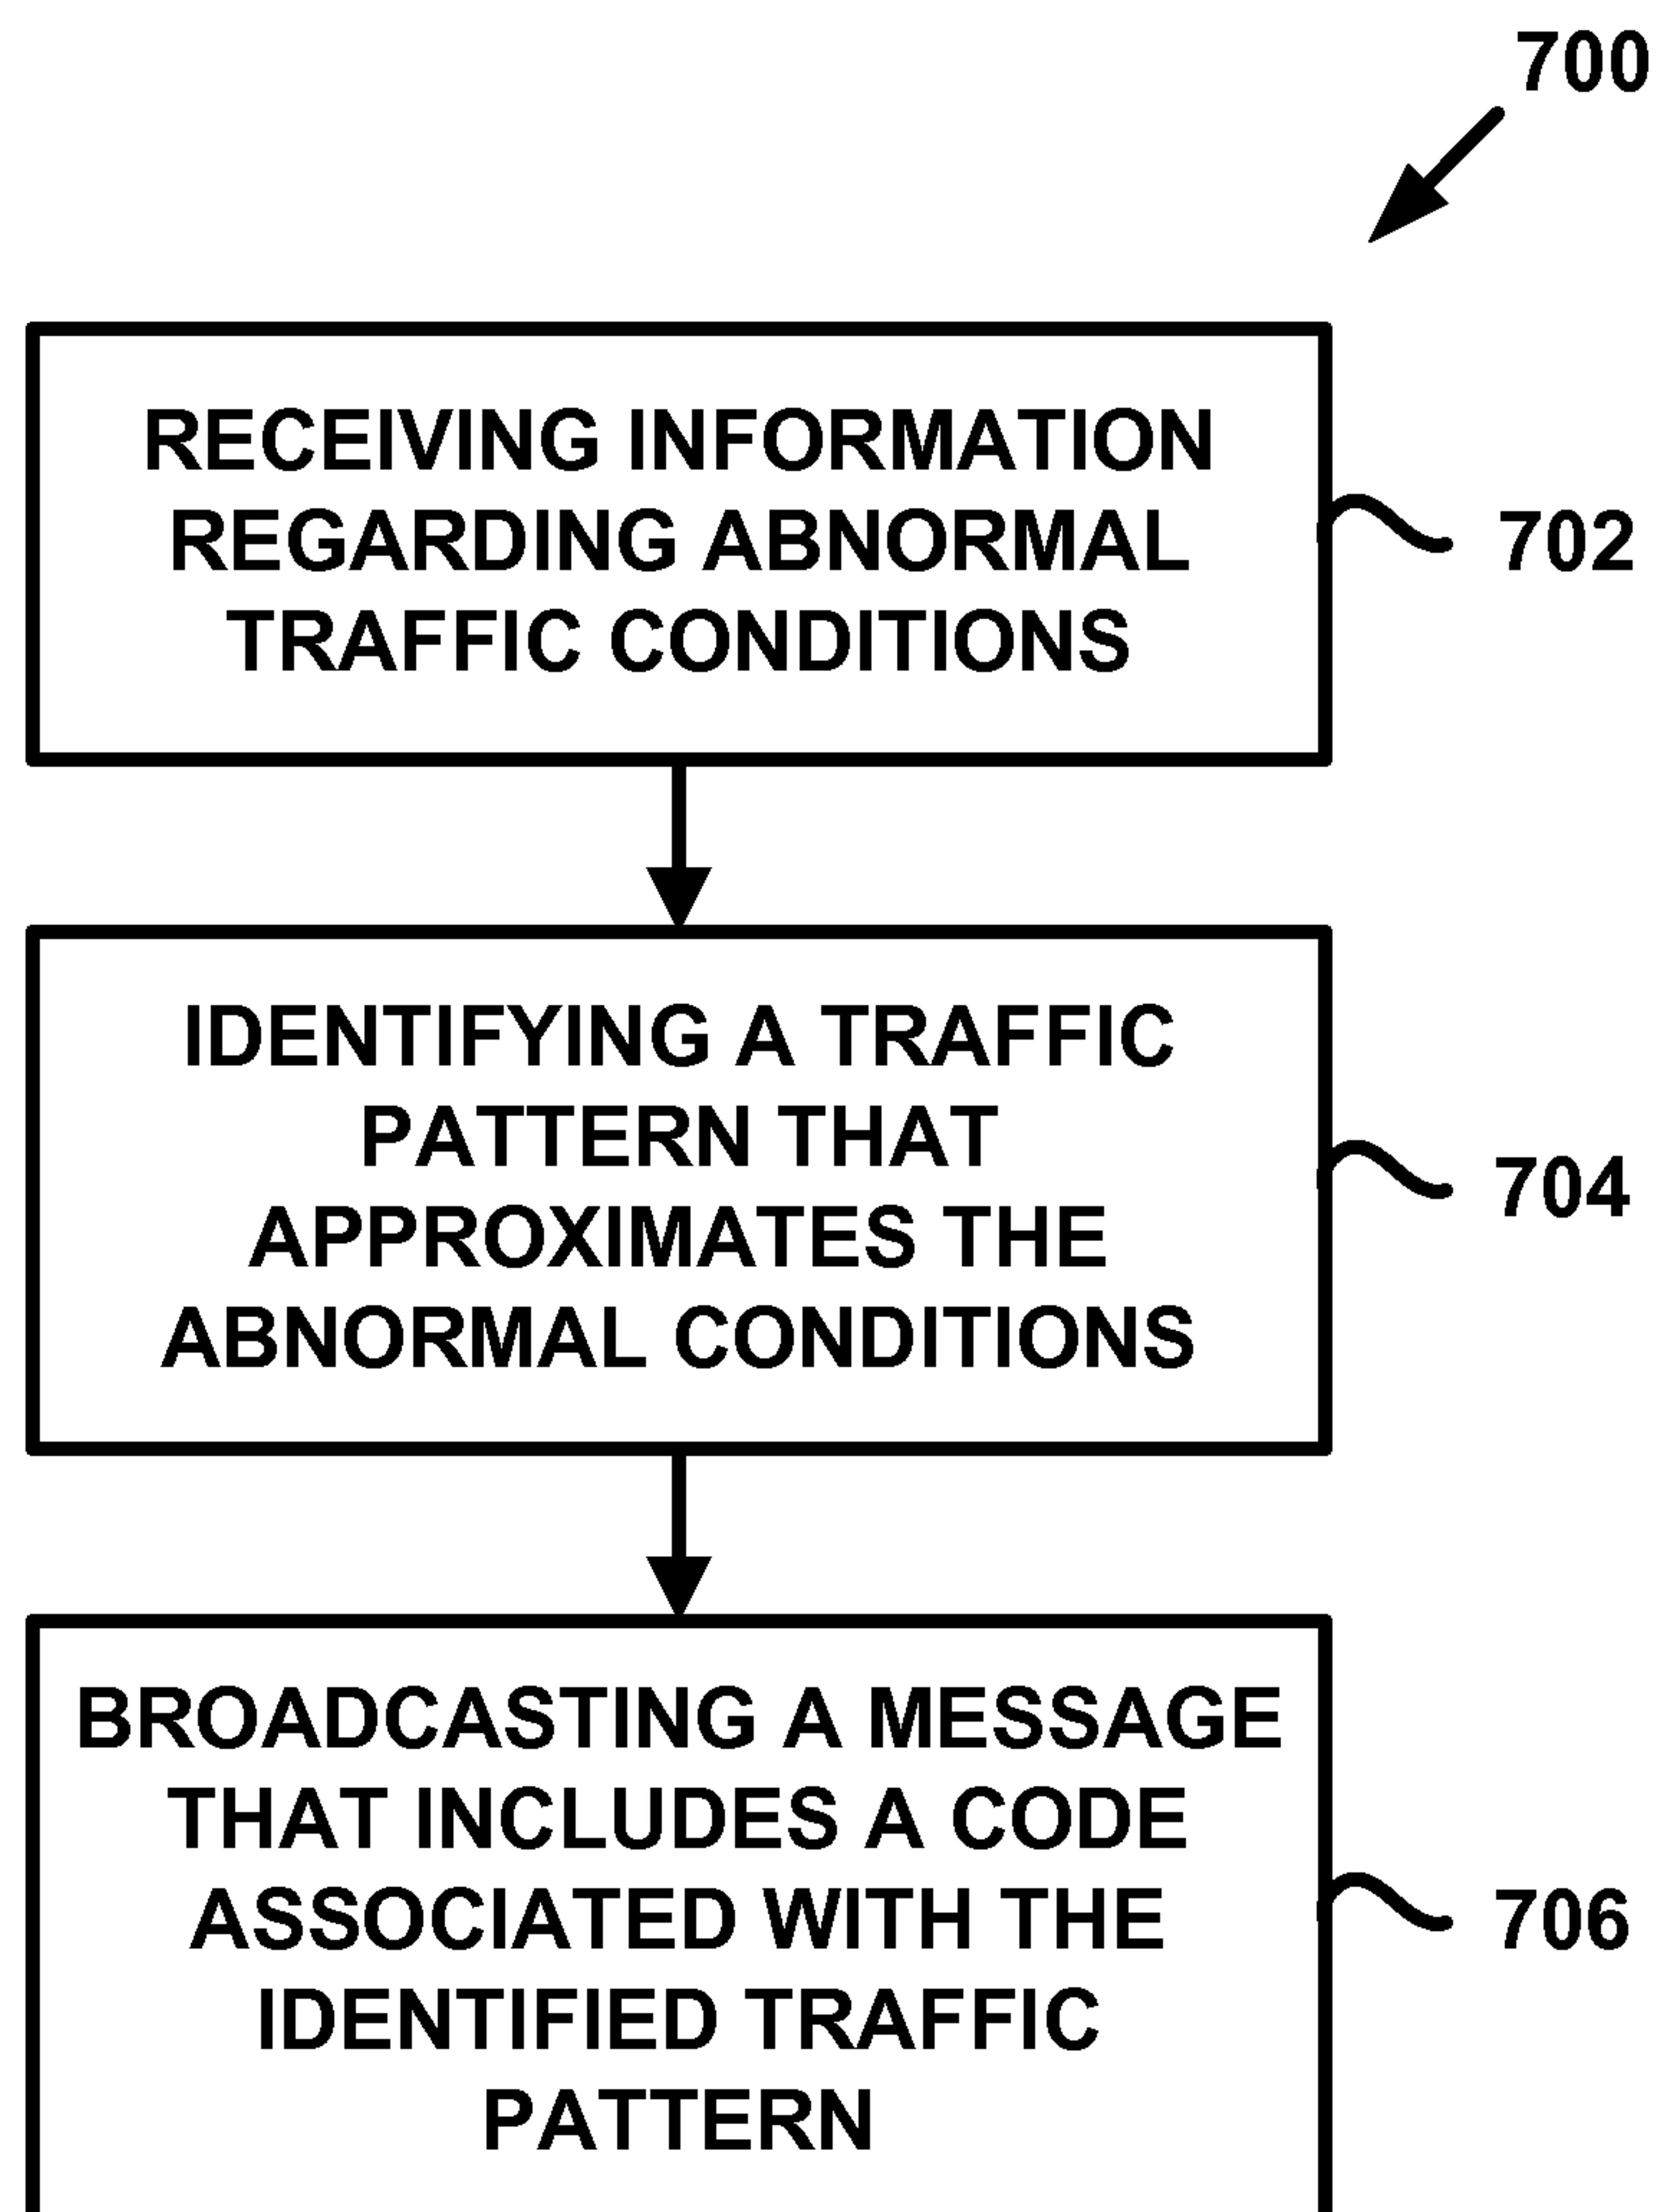 700
RECEIVING INFORMATION
REGARDING ABNORMAL
TRAFFIC CONDITIONS
702
IDENTIFYING A TRAFFIC
PATTERN THAT
APPROXIMATES THE
ABNORMAL CONDITIONS
704
BROADCASTING A MESSAGE
THAT INCLUDES A CODE
ASSOCIATED WITH THE
IDENTIFIED TRAFFIC
PATTERN
706